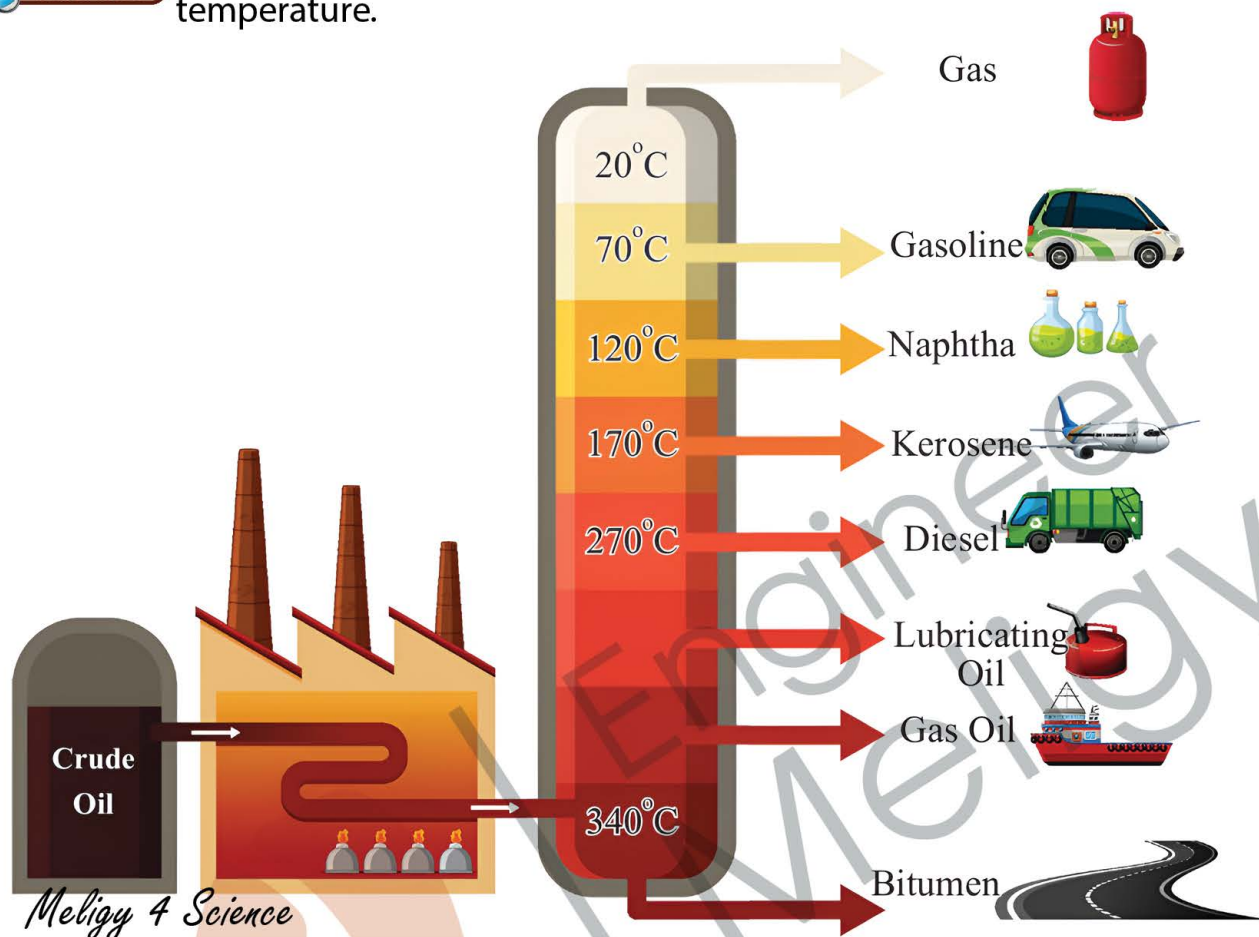 temperature.
Gas
20°C
70°C
Gasoline
120°C
Naphtha
170°C
Kerosene
270°C
Diesel
Lubricating
Oil
Gas Oil
Crude
Oil
340°C
Bitumen
Meligy 4 Science
Engineer
Meligy